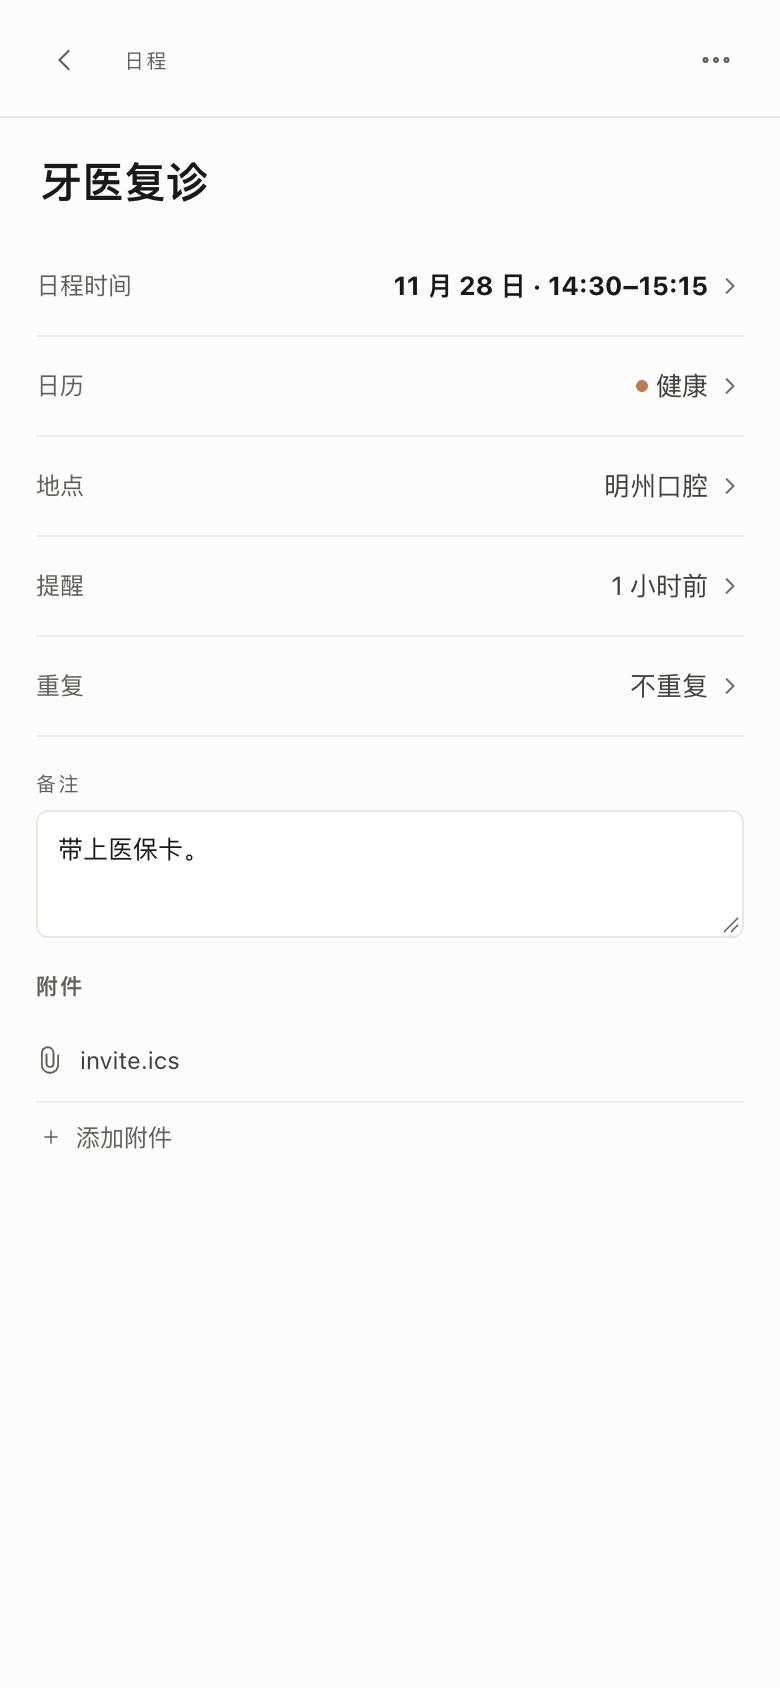 日程
牙医复诊
日程时间 11 月 28 日 · 14:30–15:15
日历 健康
地点 明州口腔
提醒 1 小时前
重复 不重复
备注
带上医保卡。
附件
invite.ics
+ 添加附件